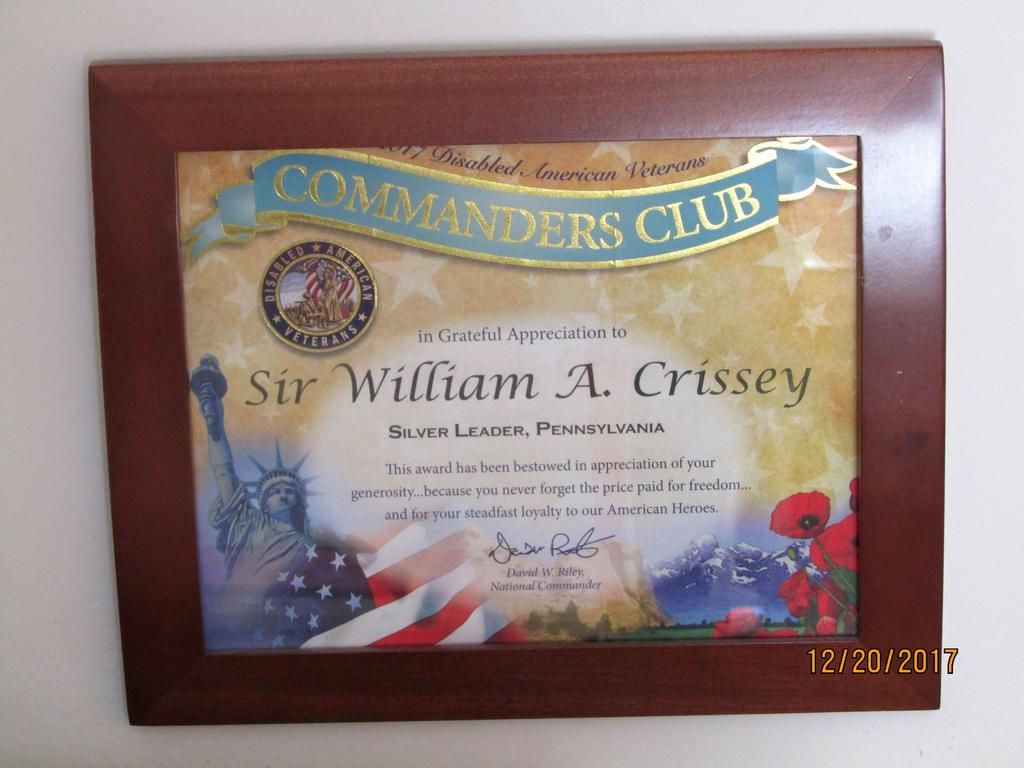 2017 Disabled American Veterans
COMMANDERS CLUB
DISABLED ★ AMERICAN
★ VETERANS ★
in Grateful Appreciation to
Sir William A. Crissey
SILVER LEADER, PENNSYLVANIA
This award has been bestowed in appreciation of your
generosity...because you never forget the price paid for freedom...
and for your steadfast loyalty to our American Heroes.
David W. Riley,
National Commander
12/20/2017